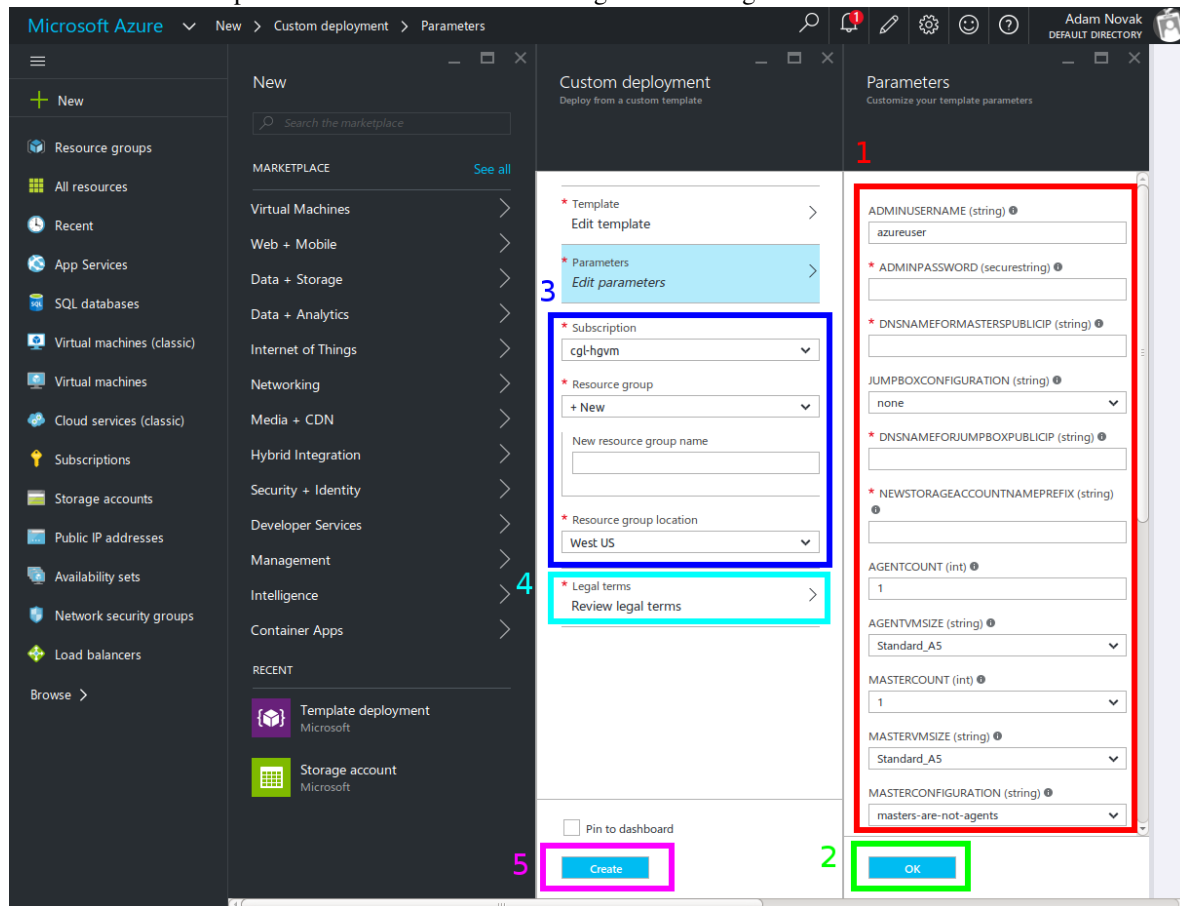 Microsoft Azure New > Custom deployment > Parameters
1
Adam Novak
DEFAULT DIRECTORY
New
Resource groups
All resources
Recent
App Services
SQL databases
Virtual machines (classic)
Virtual machines
Cloud services (classic)
Subscriptions
Storage accounts
Public IP addresses
Availability sets
Network security groups
Load balancers
Browse >
New
Search the marketplace
MARKETPLACE See all
Virtual Machines
Web + Mobile
Data + Storage
Data + Analytics
Internet of Things
Networking
Media + CDN
Hybrid Integration
Security + Identity
Developer Services
Management
Intelligence
Container Apps
RECENT
Template deployment
Microsoft
Storage account
Microsoft
Custom deployment
Deploy from a custom template
* Template
Edit template
* Parameters
Edit parameters
3
* Subscription
cgl-hgvm
* Resource group
+ New
New resource group name
* Resource group location
West US
4
* Legal terms
Review legal terms
Pin to dashboard
5
Create
Parameters
Customize your template parameters
1
ADMINUSERNAME (string)
azureuser
* ADMINPASSWORD (securestring)
* DNSNAMEFORMASTERSPUBLICIP (string)
JUMPBOXCONFIGURATION (string)
none
* DNSNAMEFORJUMPBOXPUBLICIP (string)
* NEWSTORAGEACCOUNTNAMEPREFIX (string)
AGENTCOUNT (int)
1
AGENTVMSIZE (string)
Standard_A5
MASTERCOUNT (int)
1
MASTERVMSIZE (string)
Standard_A5
MASTERCONFIGURATION (string)
masters-are-not-agents
2
OK